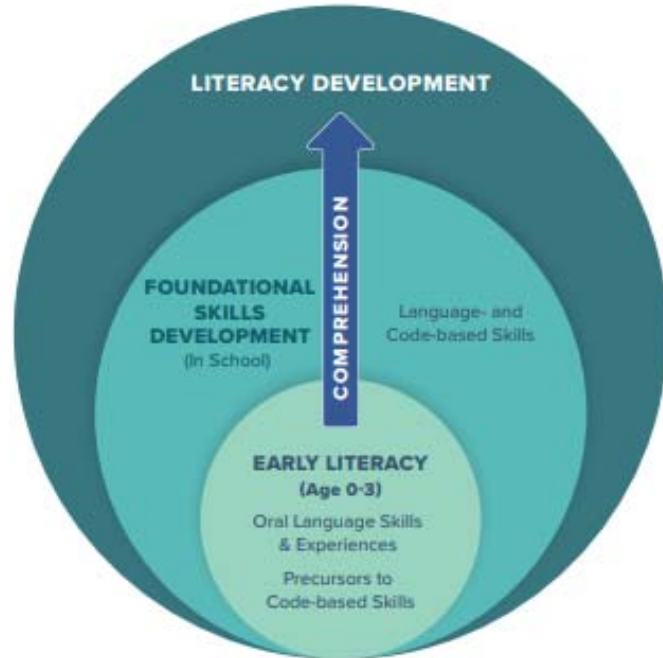 LITERACY DEVELOPMENT
COMPREHENSION
FOUNDATIONAL
SKILLS
DEVELOPMENT
(In School)
Language- and
Code-based Skills
EARLY LITERACY
(Age 0-3)
Oral Language Skills
& Experiences
Precursors to
Code-based Skills